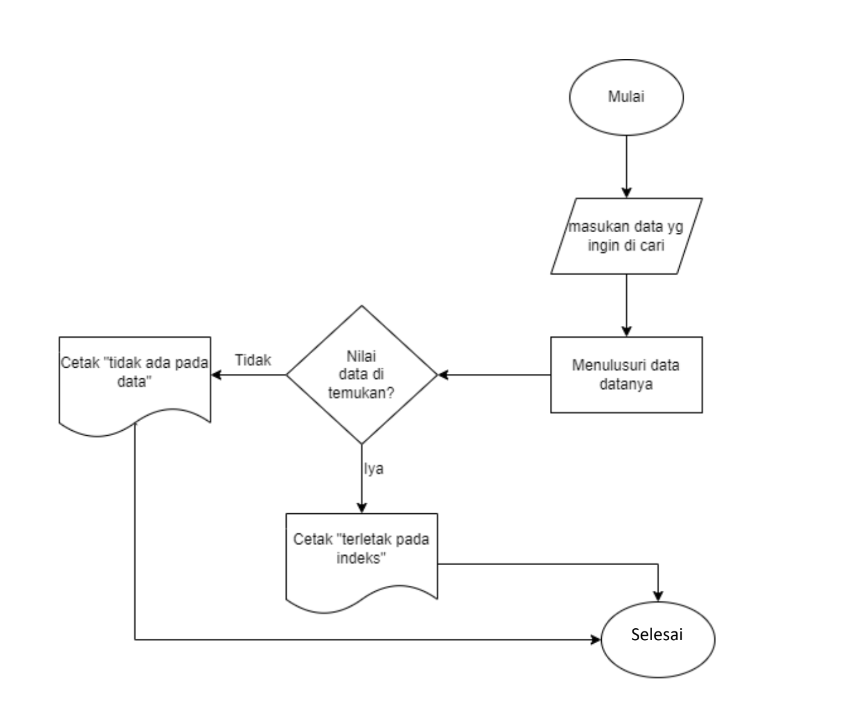 Mulai
masukan data yg
ingin di cari
Menulusuri data
datanya
Nilai
data di
temukan?
Tidak
Cetak "tidak ada pada
data"
Iya
Cetak "terletak pada
indeks"
Selesai